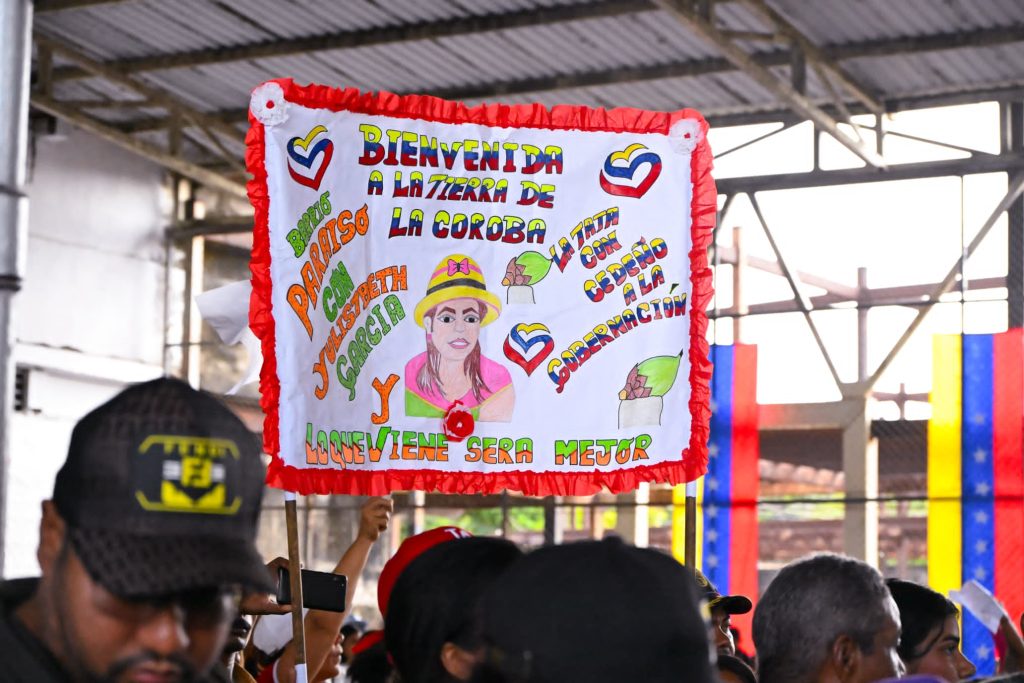 BIENVENIDA
A LA TIERRA DE
LA COROBA
BARRIO
PARAISO
CON
YULISTBETH
GARCIA
LA TATA
CON
CEDEÑO
A LA
GOBERNACIÓN
Y
LO QUE VIENE SERA MEJOR